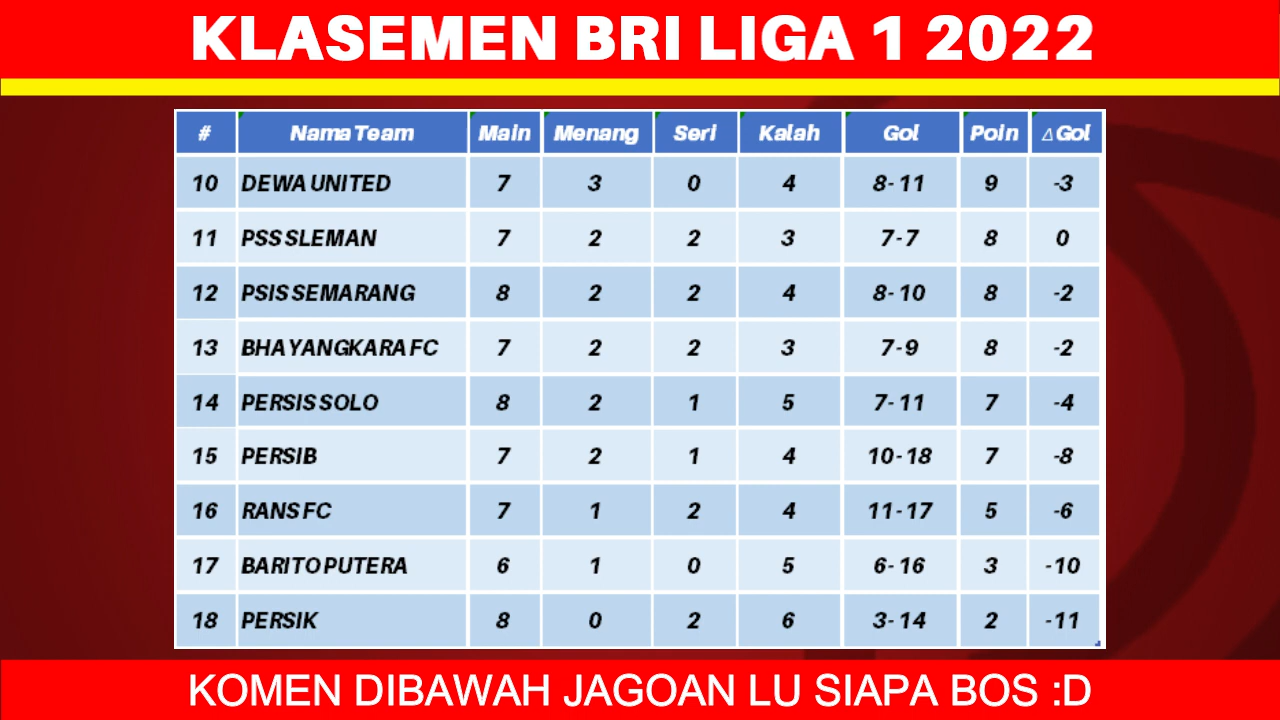 KLASEMEN BRI LIGA 1 2022
# Nama Team Main Menang Seri Kalah Gol Poin △Gol
10 DEWA UNITED 7 3 0 4 8-11 9 -3
11 PSS SLEMAN 7 2 2 3 7-7 8 0
12 PSIS SEMARANG 8 2 2 4 8-10 8 -2
13 BHAYANGKARA FC 7 2 2 3 7-9 8 -2
14 PERSIS SOLO 8 2 1 5 7-11 7 -4
15 PERSIB 7 2 1 4 10-18 7 -8
16 RANS FC 7 1 2 4 11-17 5 -6
17 BARITO PUTERA 6 1 0 5 6-16 3 -10
18 PERSIK 8 0 2 6 3-14 2 -11
KOMEN DIBAWAH JAGOAN LU SIAPA BOS :D